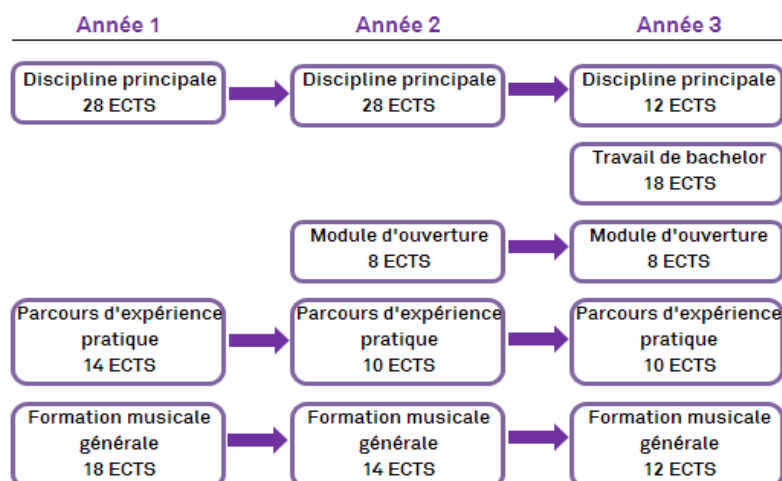 Année 1
Année 2
Année 3
Discipline principale
28 ECTS
Discipline principale
28 ECTS
Discipline principale
12 ECTS
Travail de bachelor
18 ECTS
Module d'ouverture
8 ECTS
Module d'ouverture
8 ECTS
Parcours d'expérience
pratique
14 ECTS
Parcours d'expérience
pratique
10 ECTS
Parcours d'expérience
pratique
10 ECTS
Formation musicale
générale
18 ECTS
Formation musicale
générale
14 ECTS
Formation musicale
générale
12 ECTS